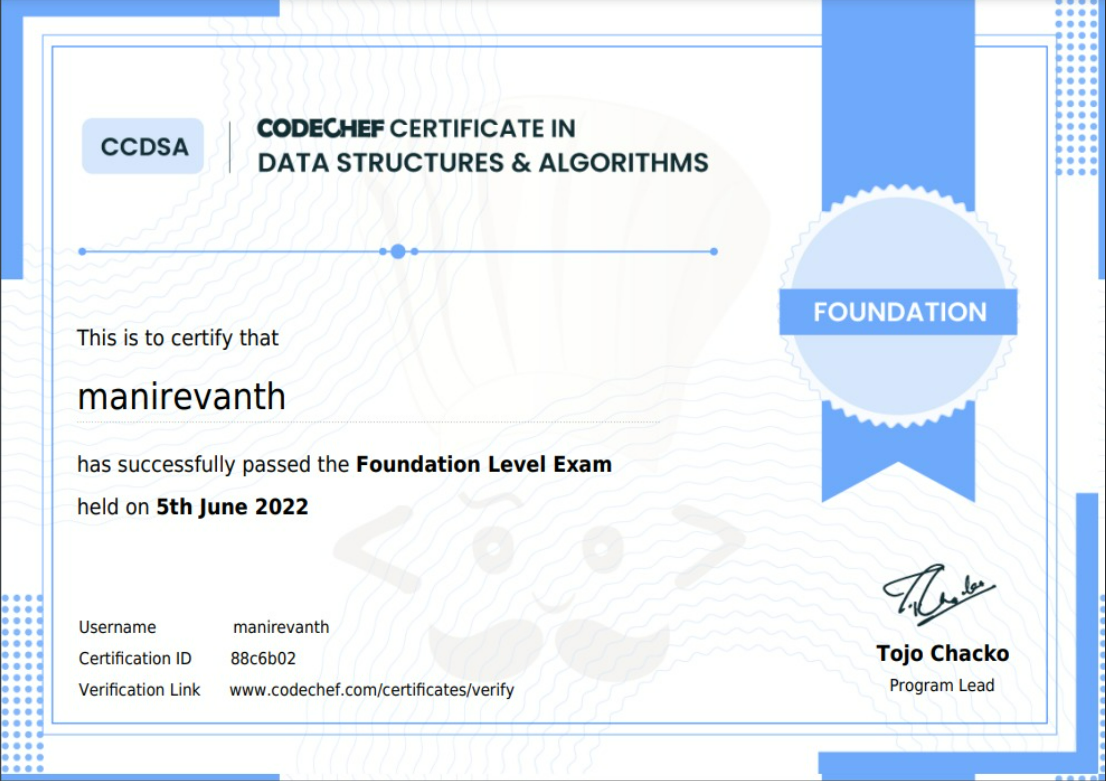 CCDSA
CODECHEF CERTIFICATE IN
DATA STRUCTURES & ALGORITHMS
FOUNDATION
This is to certify that
manirevanth
has successfully passed the Foundation Level Exam
held on 5th June 2022
Username manirevanth
Certification ID 88c6b02
Verification Link www.codechef.com/certificates/verify
Tojo Chacko
Program Lead